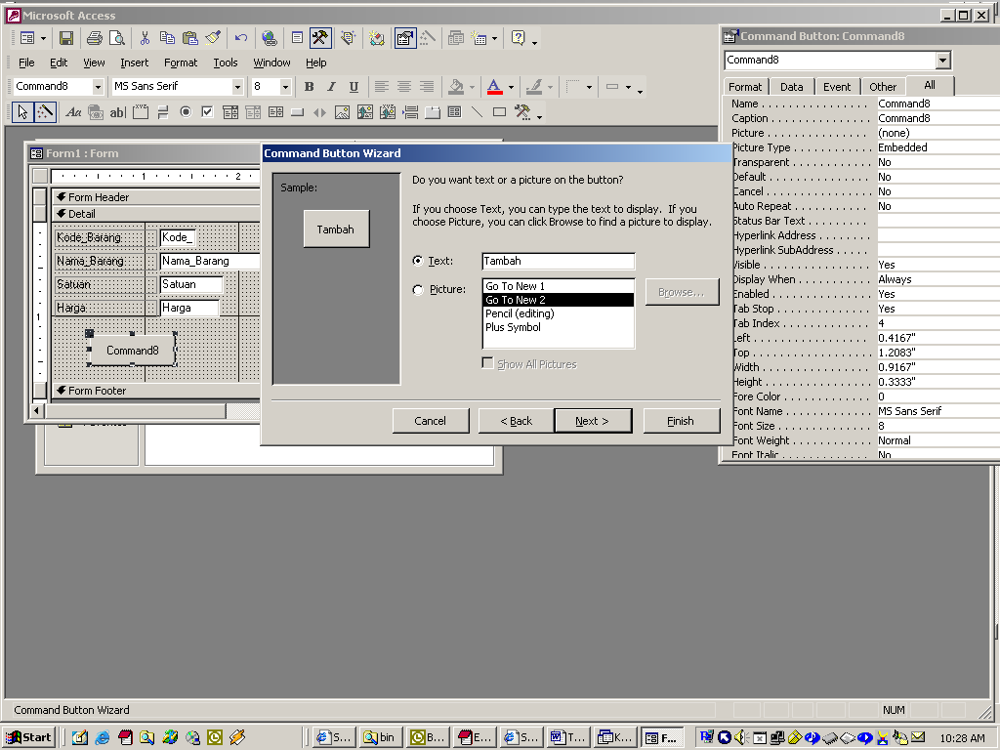 Microsoft Access
File Edit View Insert Format Tools Window Help
Command8 MS Sans Serif 8 B I U
Aa ab|
Form1 : Form
1 2
Form Header
Detail
Kode_Barang Kode_
Nama_Barang Nama_Barang
Satuan Satuan
Harga Harga
1
Command8
Form Footer
Command Button Wizard
Sample:
Tambah
Do you want text or a picture on the button?
If you choose Text, you can type the text to display. If you
choose Picture, you can click Browse to find a picture to display.
Text: Tambah
Picture: Go To New 1
Go To New 2
Pencil (editing)
Plus Symbol
Browse...
Show All Pictures
Cancel < Back Next > Finish
Command Button: Command8
Command8
Format Data Event Other All
Name . . . . . . . . . . . . . . . . Command8
Caption . . . . . . . . . . . . . . . Command8
Picture . . . . . . . . . . . . . . . (none)
Picture Type . . . . . . . . . . . . Embedded
Transparent . . . . . . . . . . . . No
Default . . . . . . . . . . . . . . . No
Cancel . . . . . . . . . . . . . . . No
Auto Repeat . . . . . . . . . . . . No
Status Bar Text . . . . . . . . . .
Hyperlink Address . . . . . . . .
Hyperlink SubAddress . . . . .
Visible . . . . . . . . . . . . . . . . Yes
Display When . . . . . . . . . . . Always
Enabled . . . . . . . . . . . . . . . Yes
Tab Stop . . . . . . . . . . . . . . Yes
Tab Index . . . . . . . . . . . . . 4
Left . . . . . . . . . . . . . . . . . 0.4167"
Top . . . . . . . . . . . . . . . . . 1.2083"
Width . . . . . . . . . . . . . . . . 0.9167"
Height . . . . . . . . . . . . . . . 0.3333"
Fore Color . . . . . . . . . . . . . 0
Font Name . . . . . . . . . . . . . MS Sans Serif
Font Size . . . . . . . . . . . . . . 8
Font Weight . . . . . . . . . . . . Normal
Font Italic . . . . . . . . . . . . . No
Command Button Wizard NUM
Start S... bin B... E... S... T... K... F... 10:28 AM